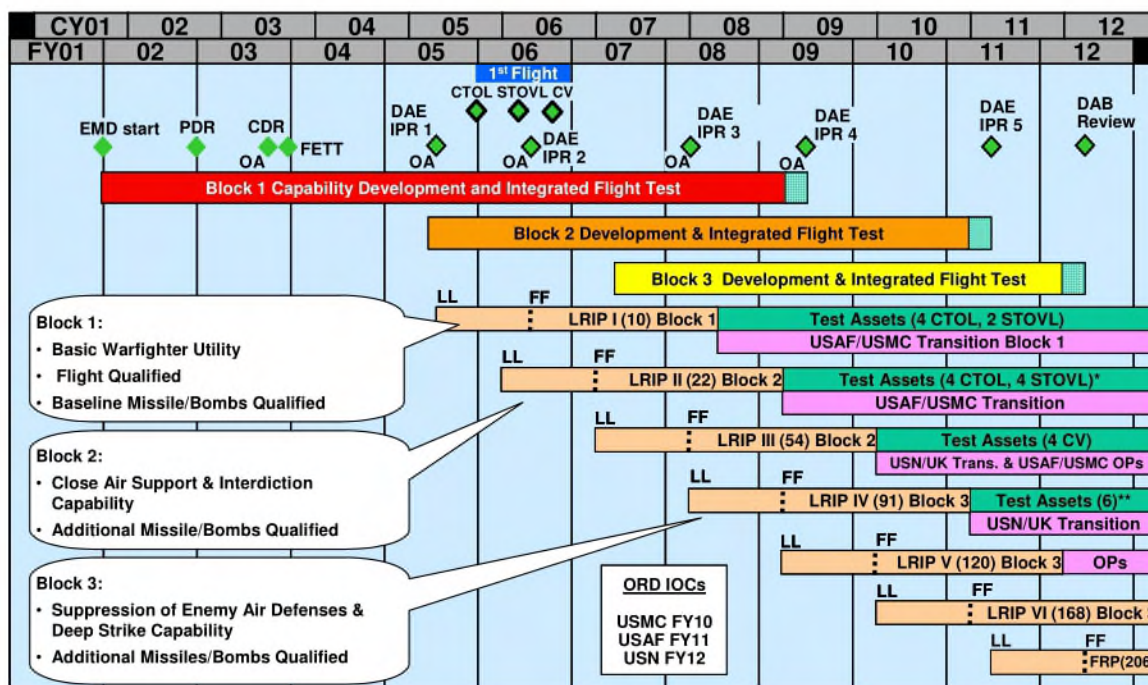 CY01 02 03 04 05 06 07 08 09 10 11 12
FY01 02 03 04 05 06 07 08 09 10 11 12
1st Flight
CTOL STOVL CV
EMD start
PDR
CDR
OA
FETT
DAE
IPR 1
OA
DAE
IPR 2
OA
DAE
IPR 3
OA
DAE
IPR 4
OA
DAE
IPR 5
DAB
Review
Block 1 Capability Development and Integrated Flight Test
Block 2 Development & Integrated Flight Test
Block 3 Development & Integrated Flight Test
LL FF
LRIP I (10) Block 1 Test Assets (4 CTOL, 2 STOVL)
USAF/USMC Transition Block 1
LL FF
LRIP II (22) Block 2 Test Assets (4 CTOL, 4 STOVL)*
USAF/USMC Transition
LL FF
LRIP III (54) Block 2 Test Assets (4 CV)
USN/UK Trans. & USAF/USMC OPs
LL FF
LRIP IV (91) Block 3 Test Assets (6)**
USN/UK Transition
LL FF
LRIP V (120) Block 3 OPs
LL FF
LRIP VI (168) Block
LL FF
FRP(206
Block 1:
• Basic Warfighter Utility
• Flight Qualified
• Baseline Missile/Bombs Qualified
Block 2:
• Close Air Support & Interdiction
Capability
• Additional Missile/Bombs Qualified
Block 3:
• Suppression of Enemy Air Defenses &
Deep Strike Capability
• Additional Missiles/Bombs Qualified
ORD IOCs
USMC FY10
USAF FY11
USN FY12